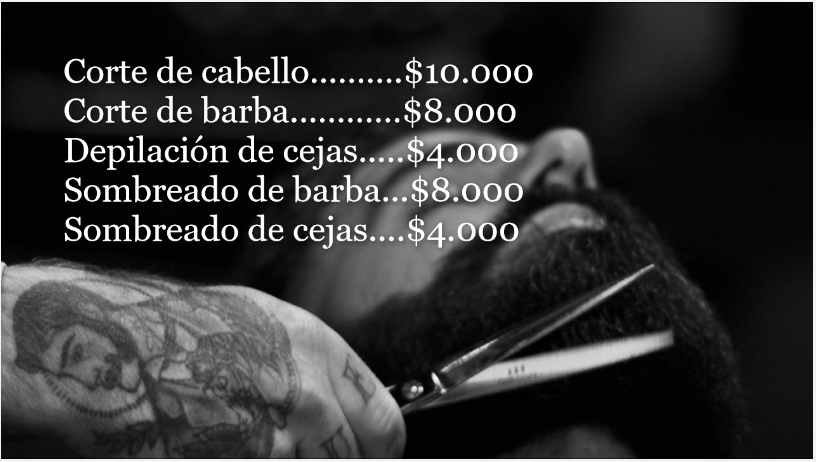 Corte de cabello..........$10.000
Corte de barba............$8.000
Depilación de cejas.....$4.000
Sombreado de barba...$8.000
Sombreado de cejas....$4.000